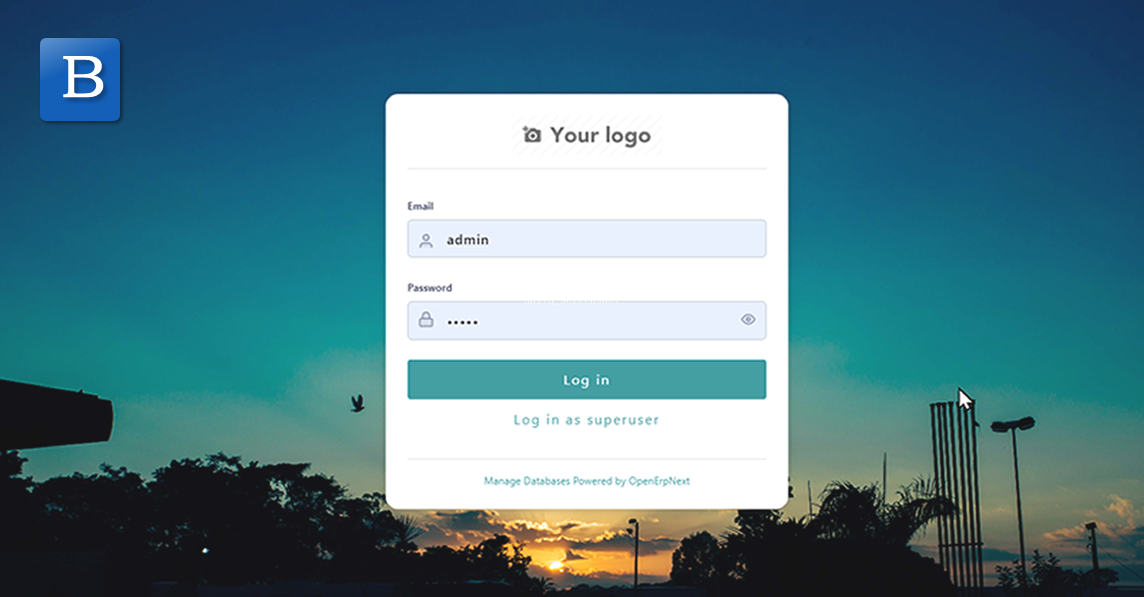 B
Your logo
Email
admin
Password
•••••
Log in
Log in as superuser
Manage Databases Powered by OpenErpNext